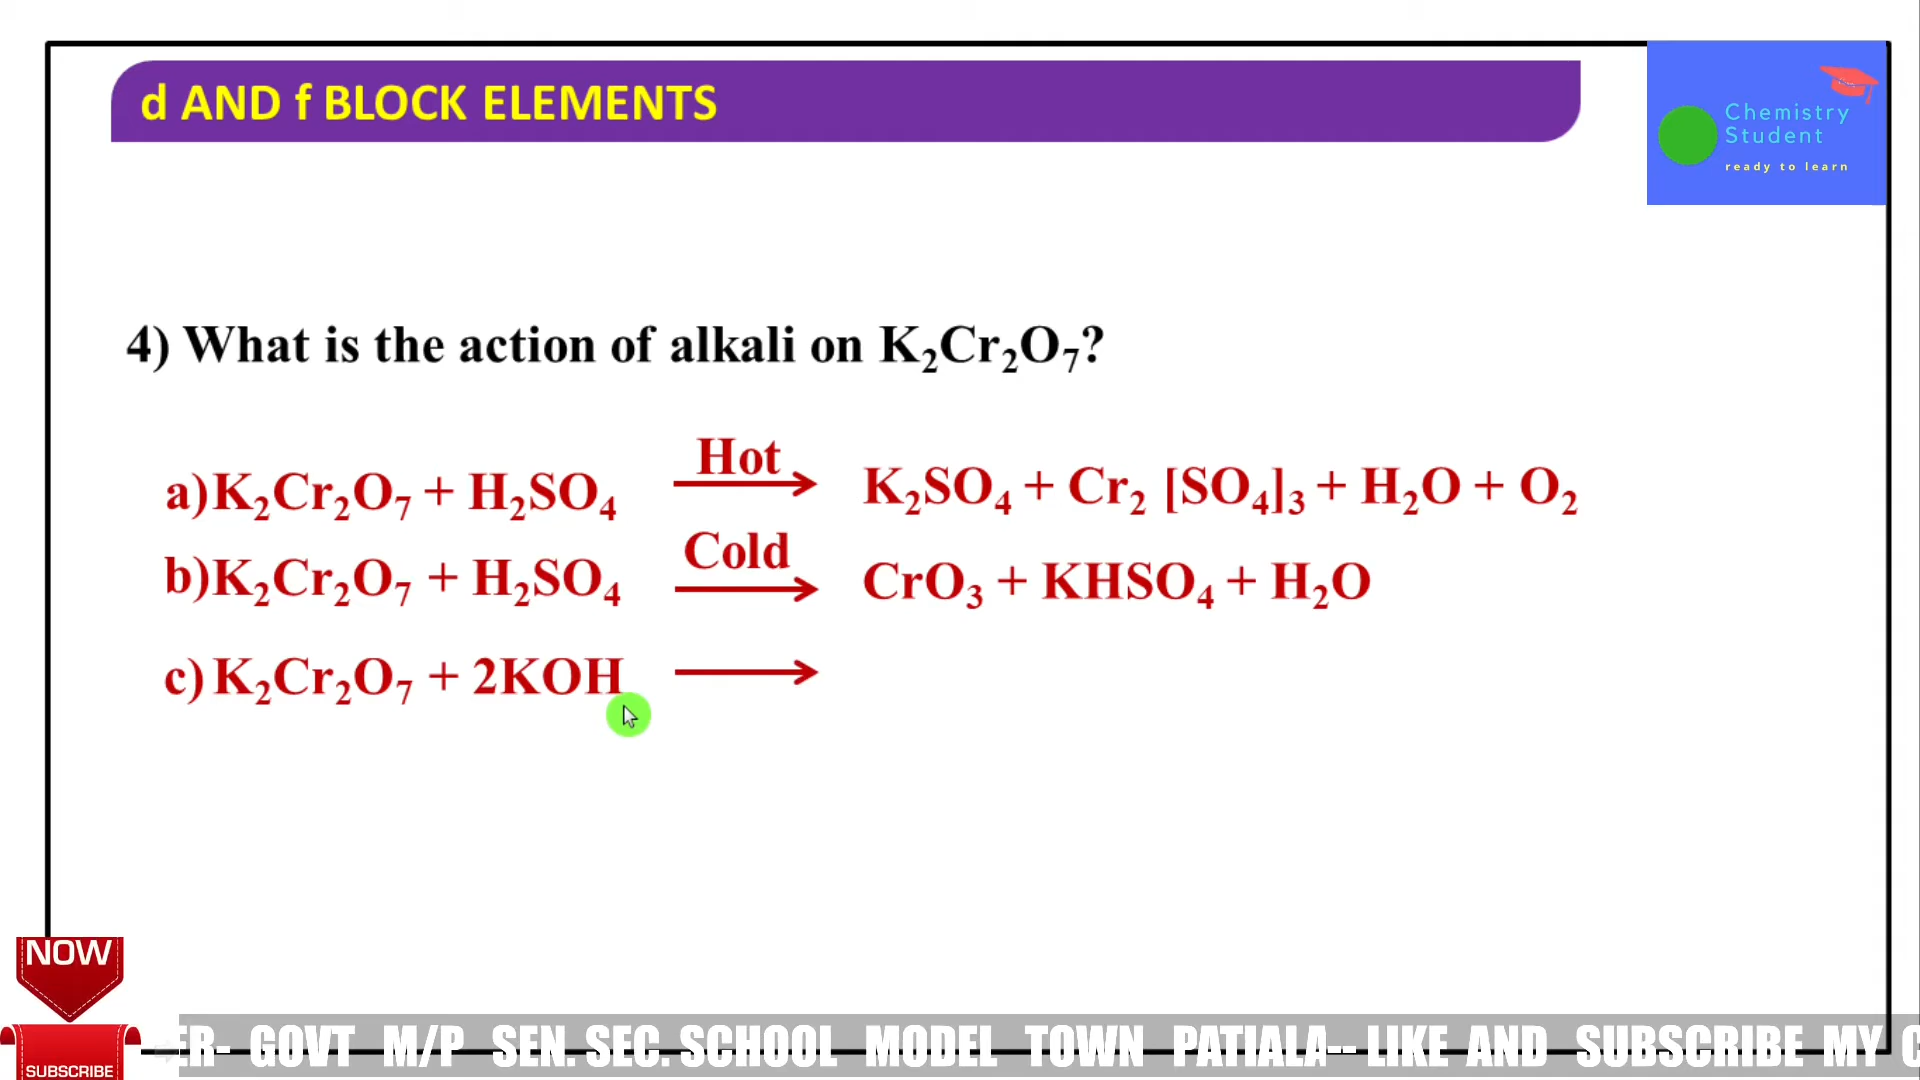 d AND f BLOCK ELEMENTS
Chemistry
Student
ready to learn
4) What is the action of alkali on K₂Cr₂O₇?
Hot
a) K₂Cr₂O₇ + H₂SO₄ → K₂SO₄ + Cr₂ [SO₄]₃ + H₂O + O₂
Cold
b) K₂Cr₂O₇ + H₂SO₄ → CrO₃ + KHSO₄ + H₂O
c) K₂Cr₂O₇ + 2KOH →
NOW
SUBSCRIBE
ER- GOVT M/P SEN. SEC. SCHOOL MODEL TOWN PATIALA-- LIKE AND SUBSCRIBE MY